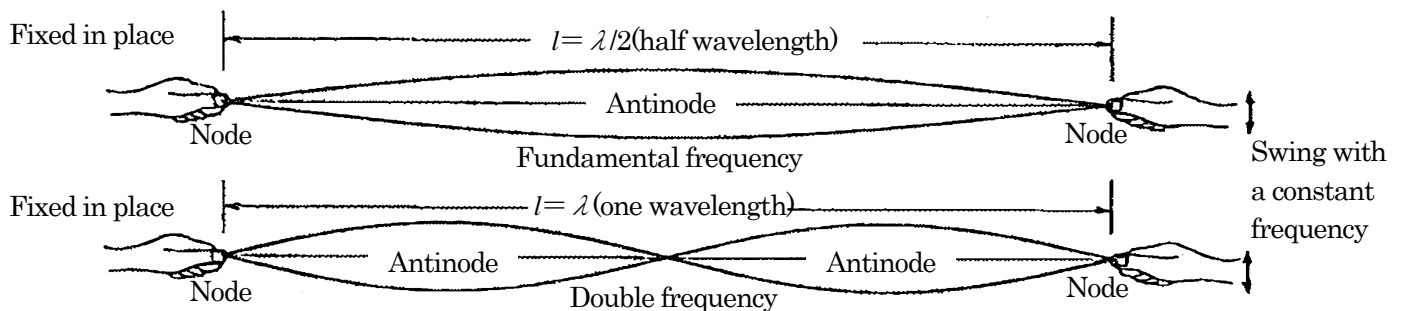 Fixed in place
l= λ/2(half wavelength)
Antinode
Node
Node
Fundamental frequency
Swing with
a constant
frequency
Fixed in place
l= λ(one wavelength)
Antinode
Antinode
Node
Node
Double frequency